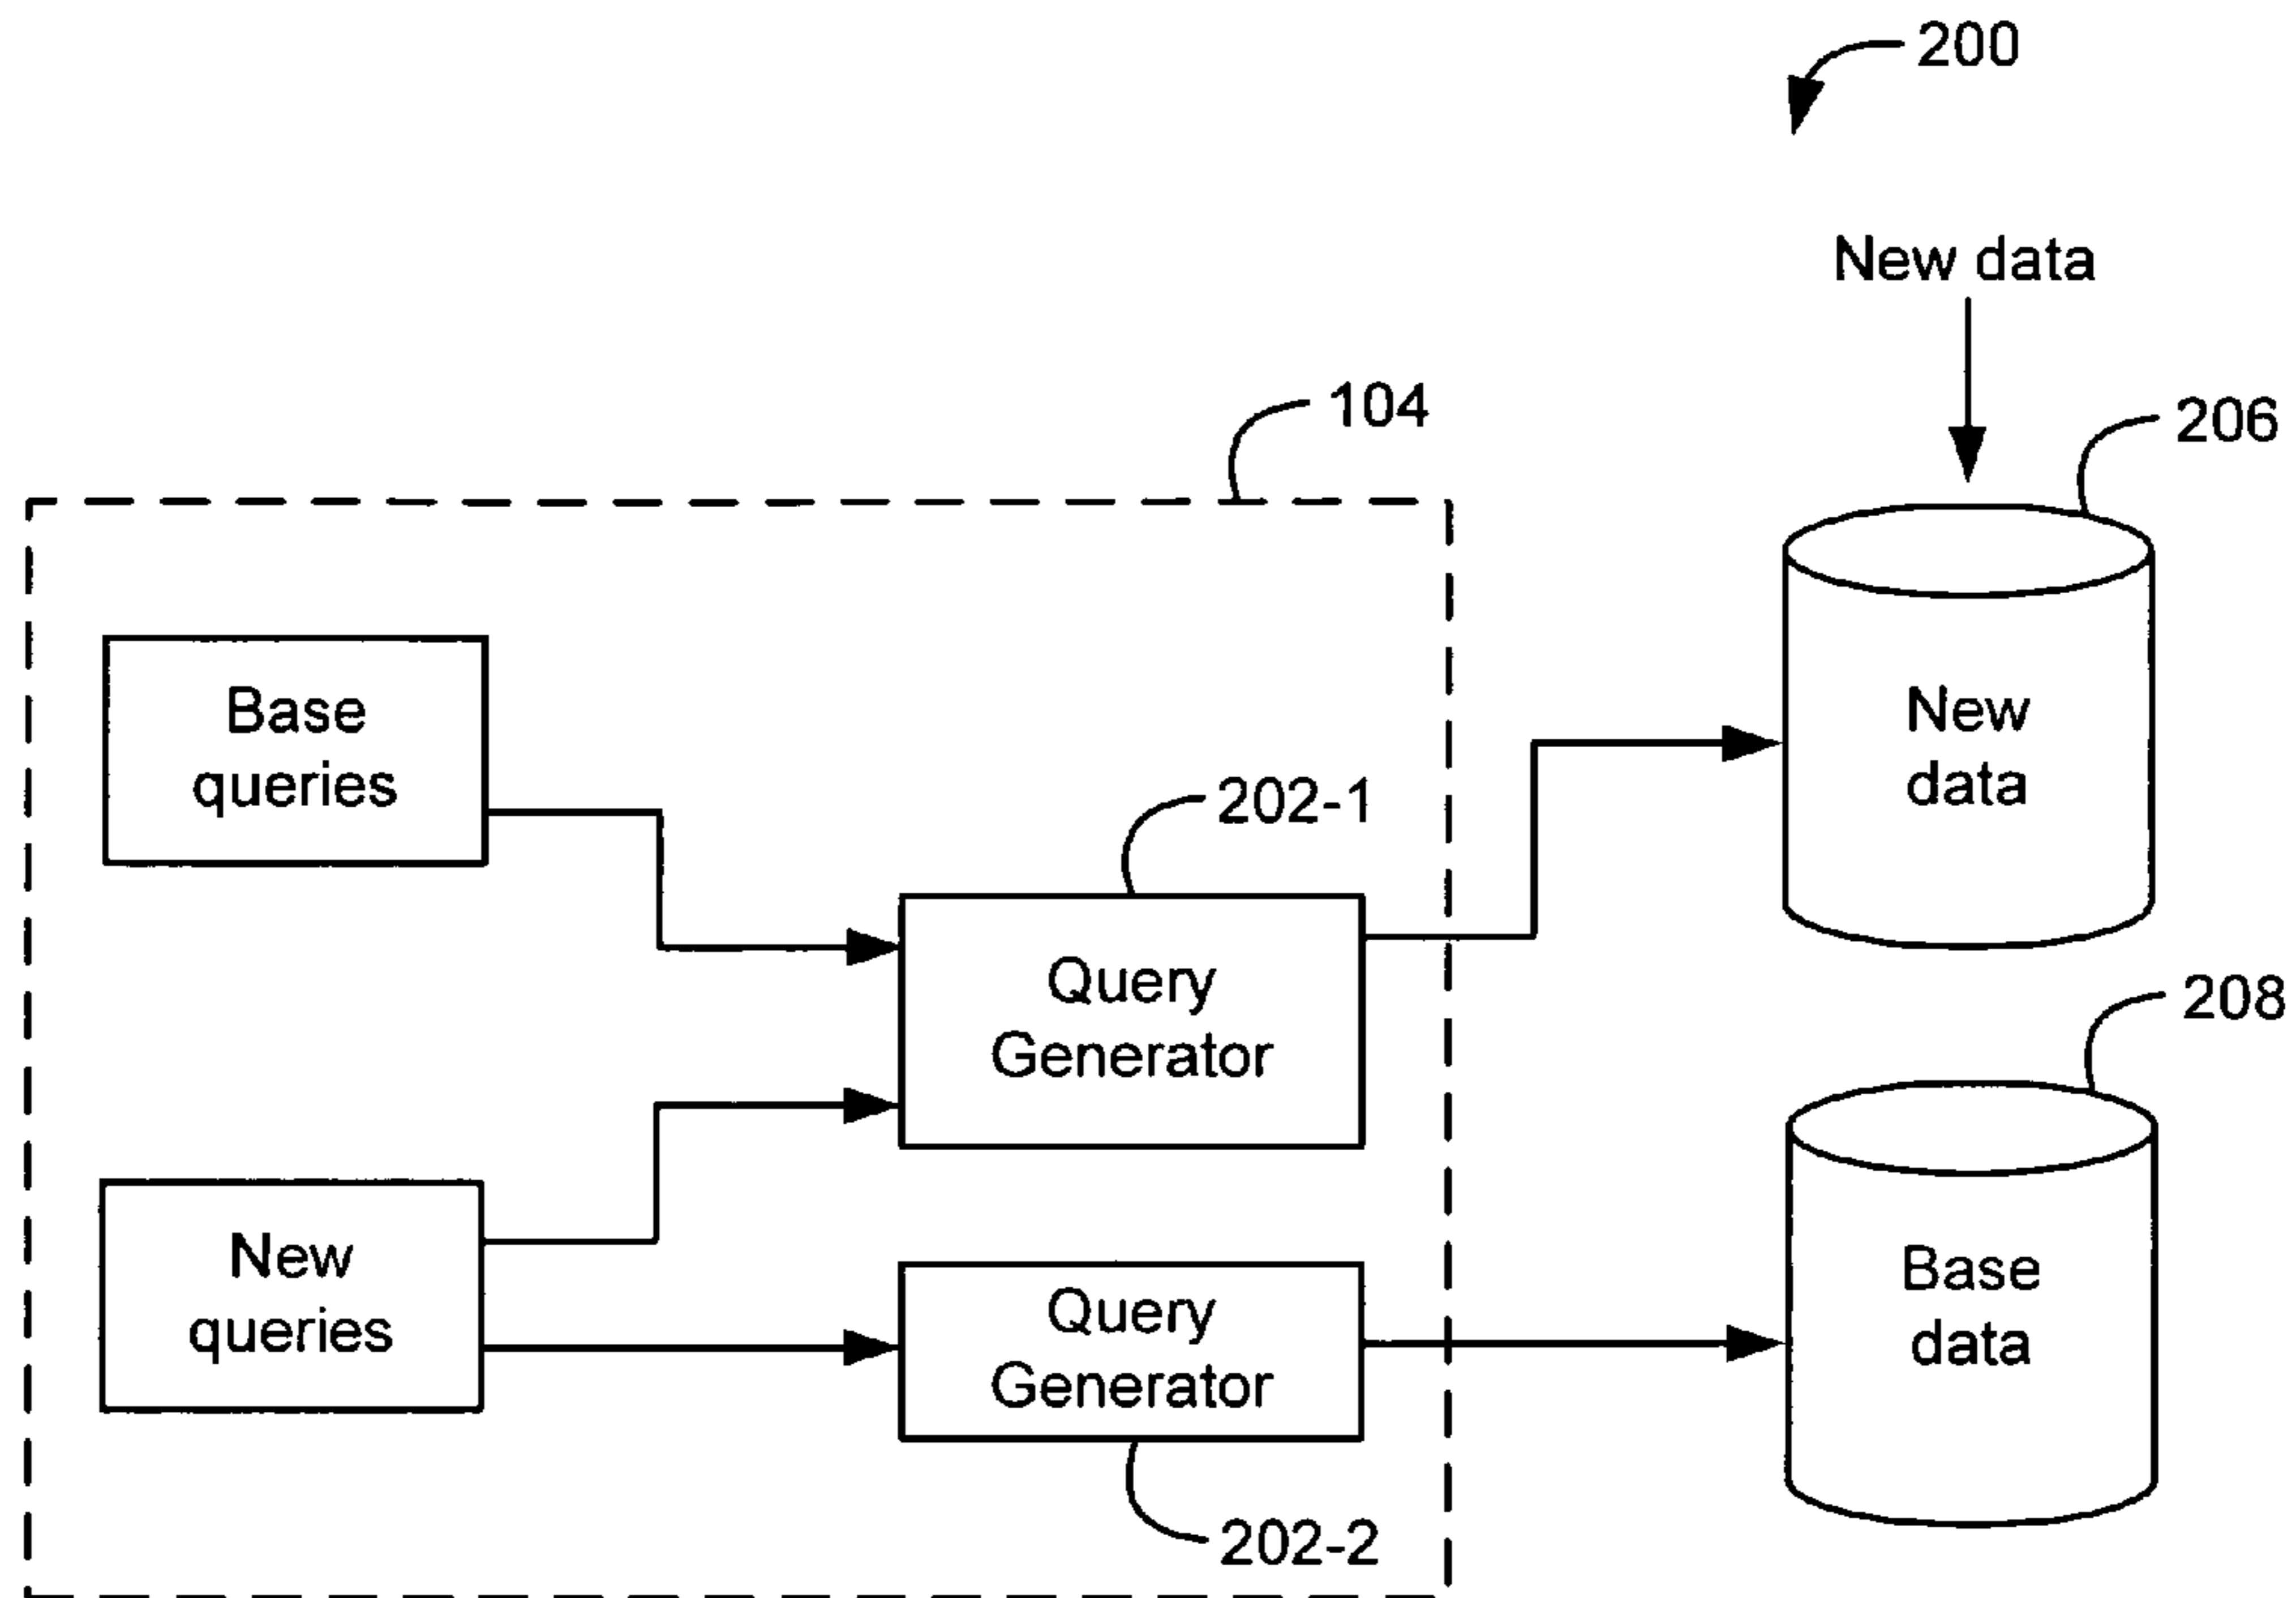 200
New data
104
206
Base
queries
New
data
202-1
Query
Generator
208
New
queries
Query
Generator
Base
data
202-2